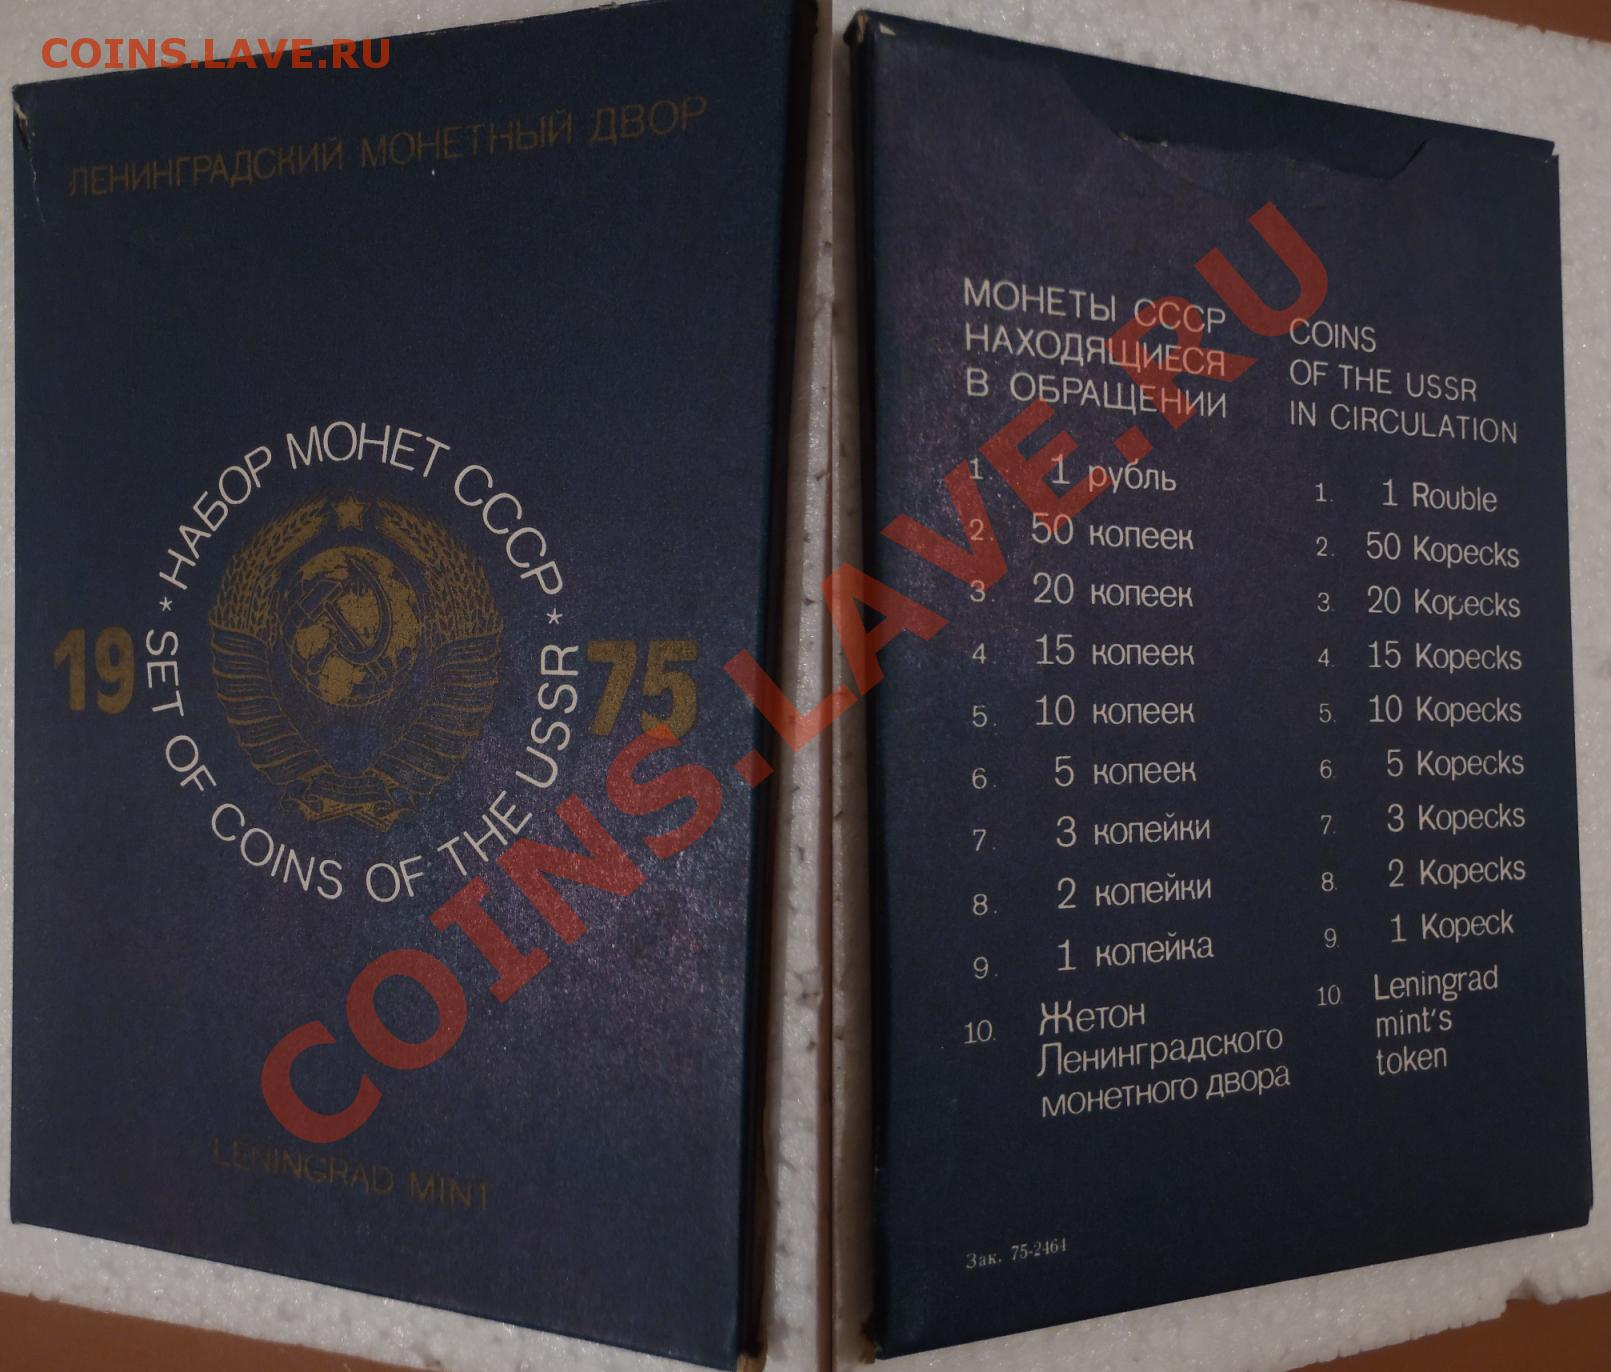 COINS.LAVE.RU
ЛЕНИНГРАДСКИЙ МОНЕТНЫЙ ДВОР
* НАБОР МОНЕТ СССР *
SET OF COINS OF THE USSR
1975
LENINGRAD MINT
МОНЕТЫ СССР
НАХОДЯЩИЕСЯ
В ОБРАЩЕНИИ
1 1 рубль
2. 50 копеек
3. 20 копеек
4. 15 копеек
5. 10 копеек
6. 5 копеек
7. 3 копейки
8. 2 копейки
9. 1 копейка
10. Жетон
Ленинградского
монетного двора
COINS
OF THE USSR
IN CIRCULATION
1. 1 Rouble
2. 50 Kopecks
3. 20 Kopecks
4. 15 Kopecks
5. 10 Kopecks
6. 5 Kopecks
7. 3 Kopecks
8. 2 Kopecks
9. 1 Kopeck
10. Leningrad
mint's
token
Зак. 75-2464
COINS.LAVE.RU